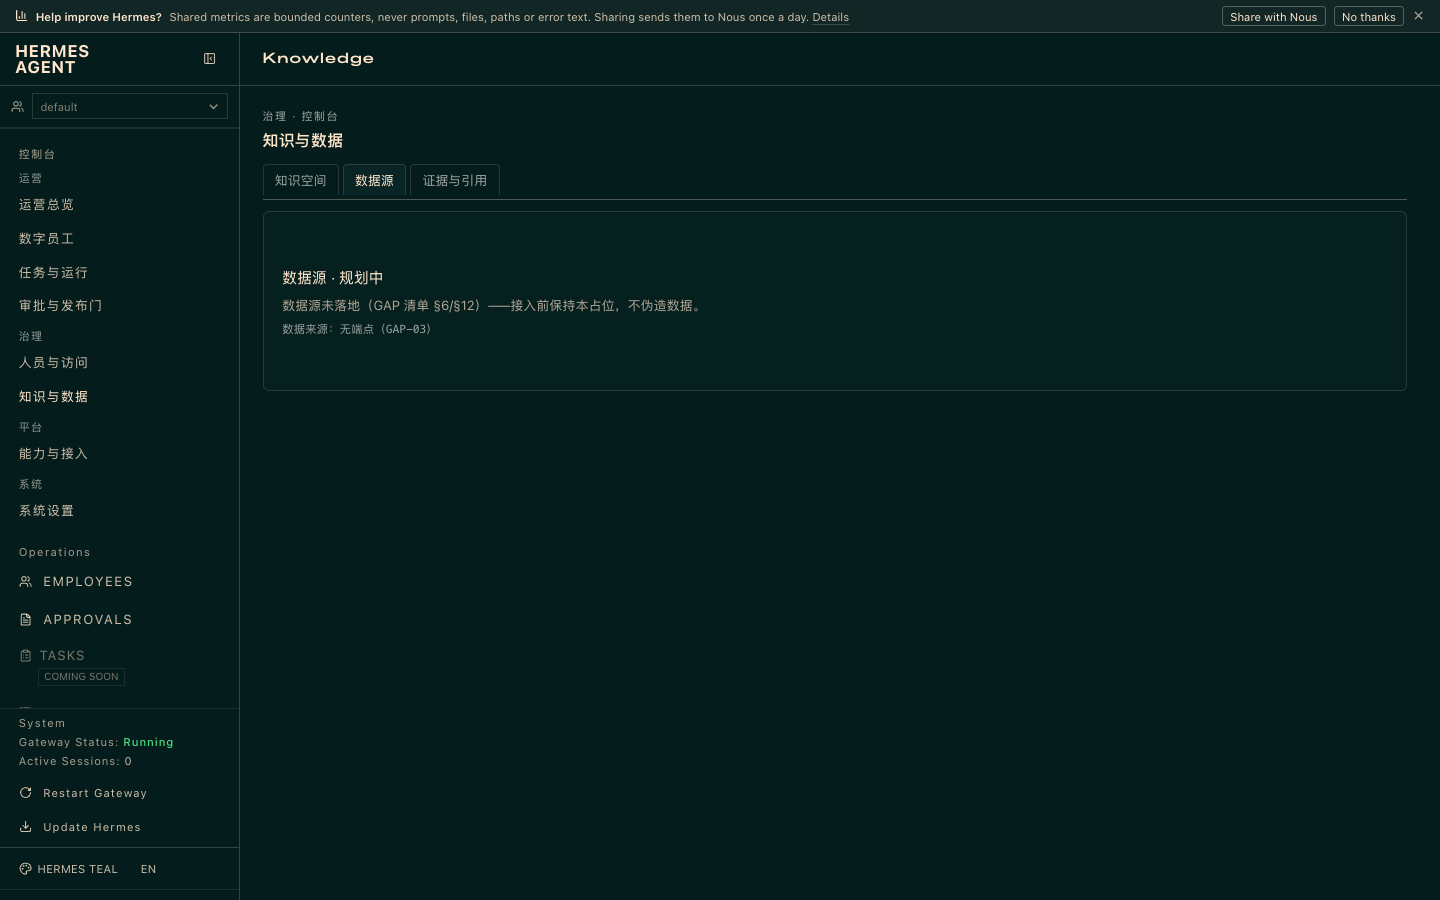 Help improve Hermes? Shared metrics are bounded counters, never prompts, files, paths or error text. Sharing sends them to Nous once a day. Details
Share with Nous
No thanks
HERMES
AGENT
Knowledge
default
控制台
运营
运营总览
数字员工
任务与运行
审批与发布门
治理
人员与访问
知识与数据
平台
能力与接入
系统
系统设置
Operations
EMPLOYEES
APPROVALS
TASKS
COMING SOON
System
Gateway Status: Running
Active Sessions: 0
Restart Gateway
Update Hermes
HERMES TEAL
EN
治理 · 控制台
知识与数据
知识空间
数据源
证据与引用
数据源 · 规划中
数据源未落地（GAP 清单 §6/§12）——接入前保持本占位，不伪造数据。
数据来源: 无端点 (GAP-03)